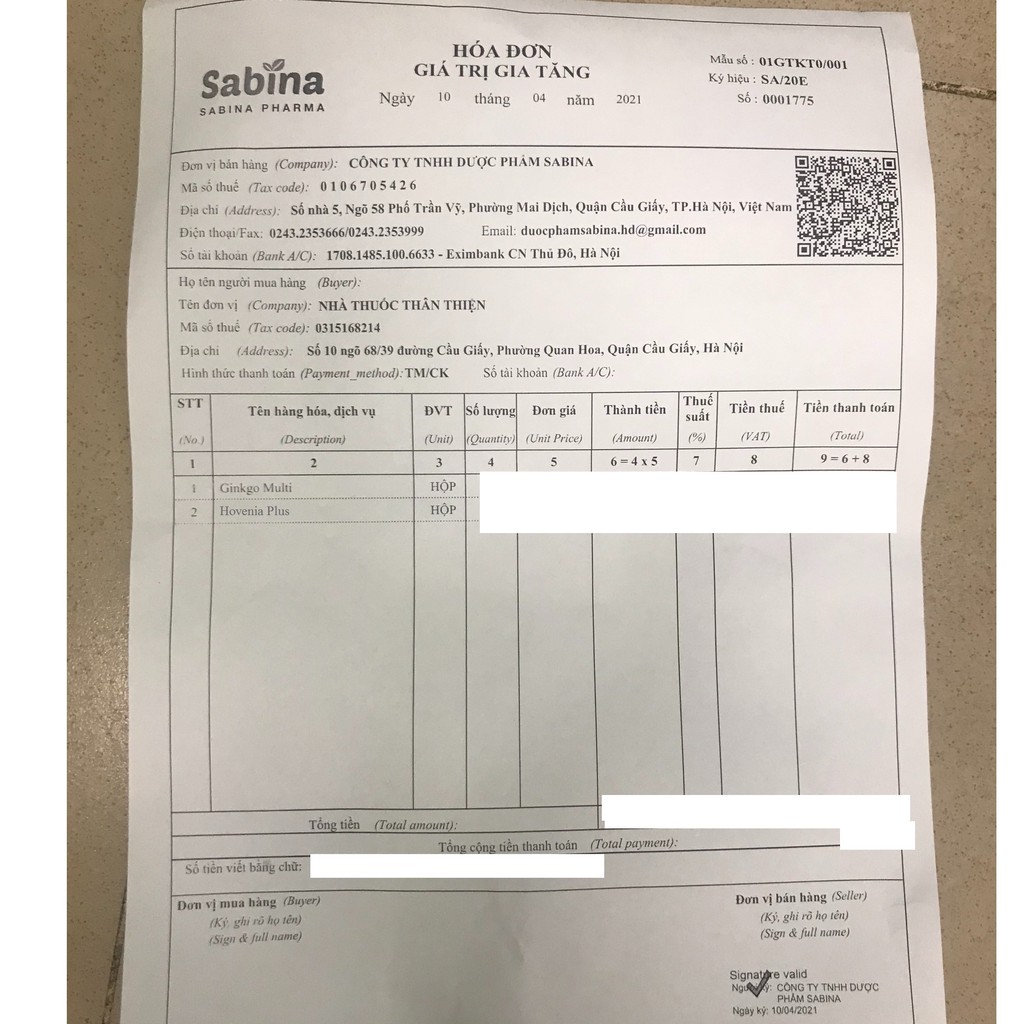 Sabina
SABINA PHARMA
HÓA ĐƠN
GIÁ TRỊ GIA TĂNG
Ngày 10 tháng 04 năm 2021
Mẫu số : 01GTKT0/001
Ký hiệu : SA/20E
Số : 0001775
Đơn vị bán hàng (Company): CÔNG TY TNHH DƯỢC PHẨM SABINA
Mã số thuế (Tax code): 0106705426
Địa chỉ (Address): Số nhà 5, Ngõ 58 Phố Trần Vỹ, Phường Mai Dịch, Quận Cầu Giấy, TP.Hà Nội, Việt Nam
Điện thoại/Fax: 0243.2353666/0243.2353999 Email: duocphamsabina.hd@gmail.com
Số tài khoản (Bank A/C): 1708.1485.100.6633 - Eximbank CN Thủ Đô, Hà Nội
Họ tên người mua hàng (Buyer):
Tên đơn vị (Company): NHÀ THUỐC THÂN THIỆN
Mã số thuế (Tax code): 0315168214
Địa chỉ (Address): Số 10 ngõ 68/39 đường Cầu Giấy, Phường Quan Hoa, Quận Cầu Giấy, Hà Nội
Hình thức thanh toán (Payment_method): TM/CK Số tài khoản (Bank A/C):
STT Tên hàng hóa, dịch vụ ĐVT Số lượng Đơn giá Thành tiền Thuế suất Tiền thuế Tiền thanh toán
(No.) (Description) (Unit) (Quantity) (Unit Price) (Amount) (%) (VAT) (Total)
1 2 3 4 5 6 = 4 x 5 7 8 9 = 6 + 8
1 Ginkgo Multi HỘP
2 Hovenia Plus HỘP
Tổng tiền (Total amount):
Tổng cộng tiền thanh toán (Total payment):
Số tiền viết bằng chữ:
Đơn vị mua hàng (Buyer)
(Ký, ghi rõ họ tên)
(Sign & full name)
Đơn vị bán hàng (Seller)
(Ký, ghi rõ họ tên)
(Sign & full name)
Signature valid
Người ký: CÔNG TY TNHH DƯỢC
PHẨM SABINA
Ngày ký: 10/04/2021